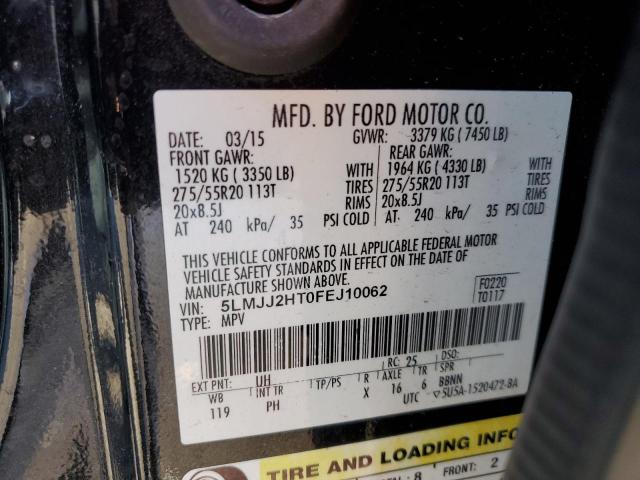 MFD. BY FORD MOTOR CO.
DATE: 03/15 GVWR: 3379 KG ( 7450 LB)
FRONT GAWR: REAR GAWR:
1520 KG ( 3350 LB) WITH 1964 KG ( 4330 LB) WITH
275/55R20 113T TIRES 275/55R20 113T TIRES
20x8.5J RIMS 20x8.5J RIMS
AT 240 kPa/ 35 PSI COLD AT 240 kPa/ 35 PSI COLD
THIS VEHICLE CONFORMS TO ALL APPLICABLE FEDERAL MOTOR
VEHICLE SAFETY STANDARDS IN EFFECT ON THE DATE OF
MANUFACTURE SHOWN ABOVE.
VIN: 5LMJJ2HT0FEJ10062 F0220
TYPE: MPV T0117
RC: 25 DSO:
EXT PNT: UH TP/PS R AXLE TR SPR
WB INT TR X 16 6 BBNN
119 PH UTC ▽5U5A-1520472-BA
TIRE AND LOADING INFO
: 8 FRONT: 2